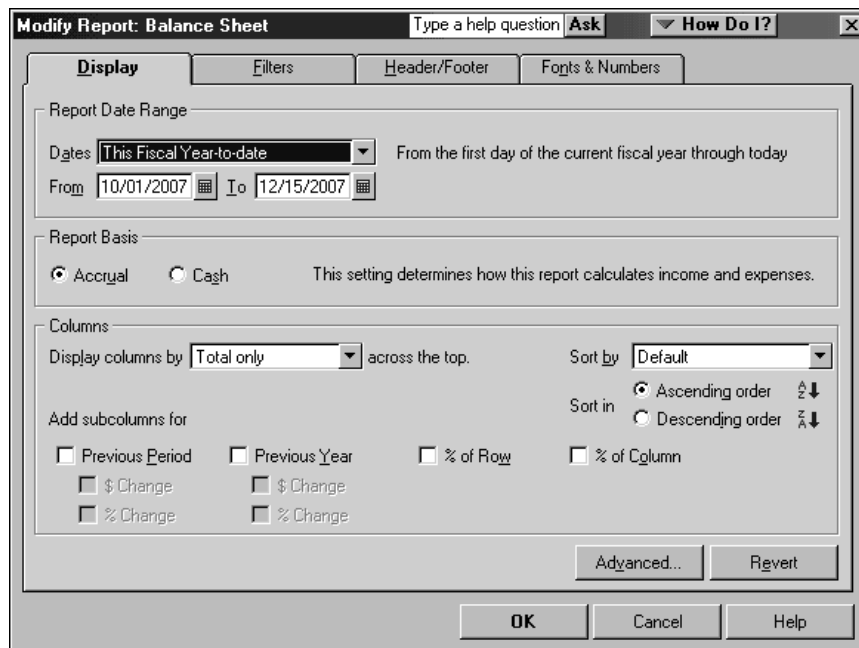 Modify Report: Balance Sheet Type a help question Ask How Do I?
Display Filters Header/Footer Fonts & Numbers
Report Date Range
Dates This Fiscal Year-to-date From the first day of the current fiscal year through today
From 10/01/2007 To 12/15/2007
Report Basis
Accrual Cash This setting determines how this report calculates income and expenses.
Columns
Display columns by Total only across the top. Sort by Default
Sort in Ascending order AZ
Descending order ZA
Add subcolumns for
Previous Period Previous Year % of Row % of Column
$ Change $ Change
% Change % Change
Advanced... Revert
OK Cancel Help